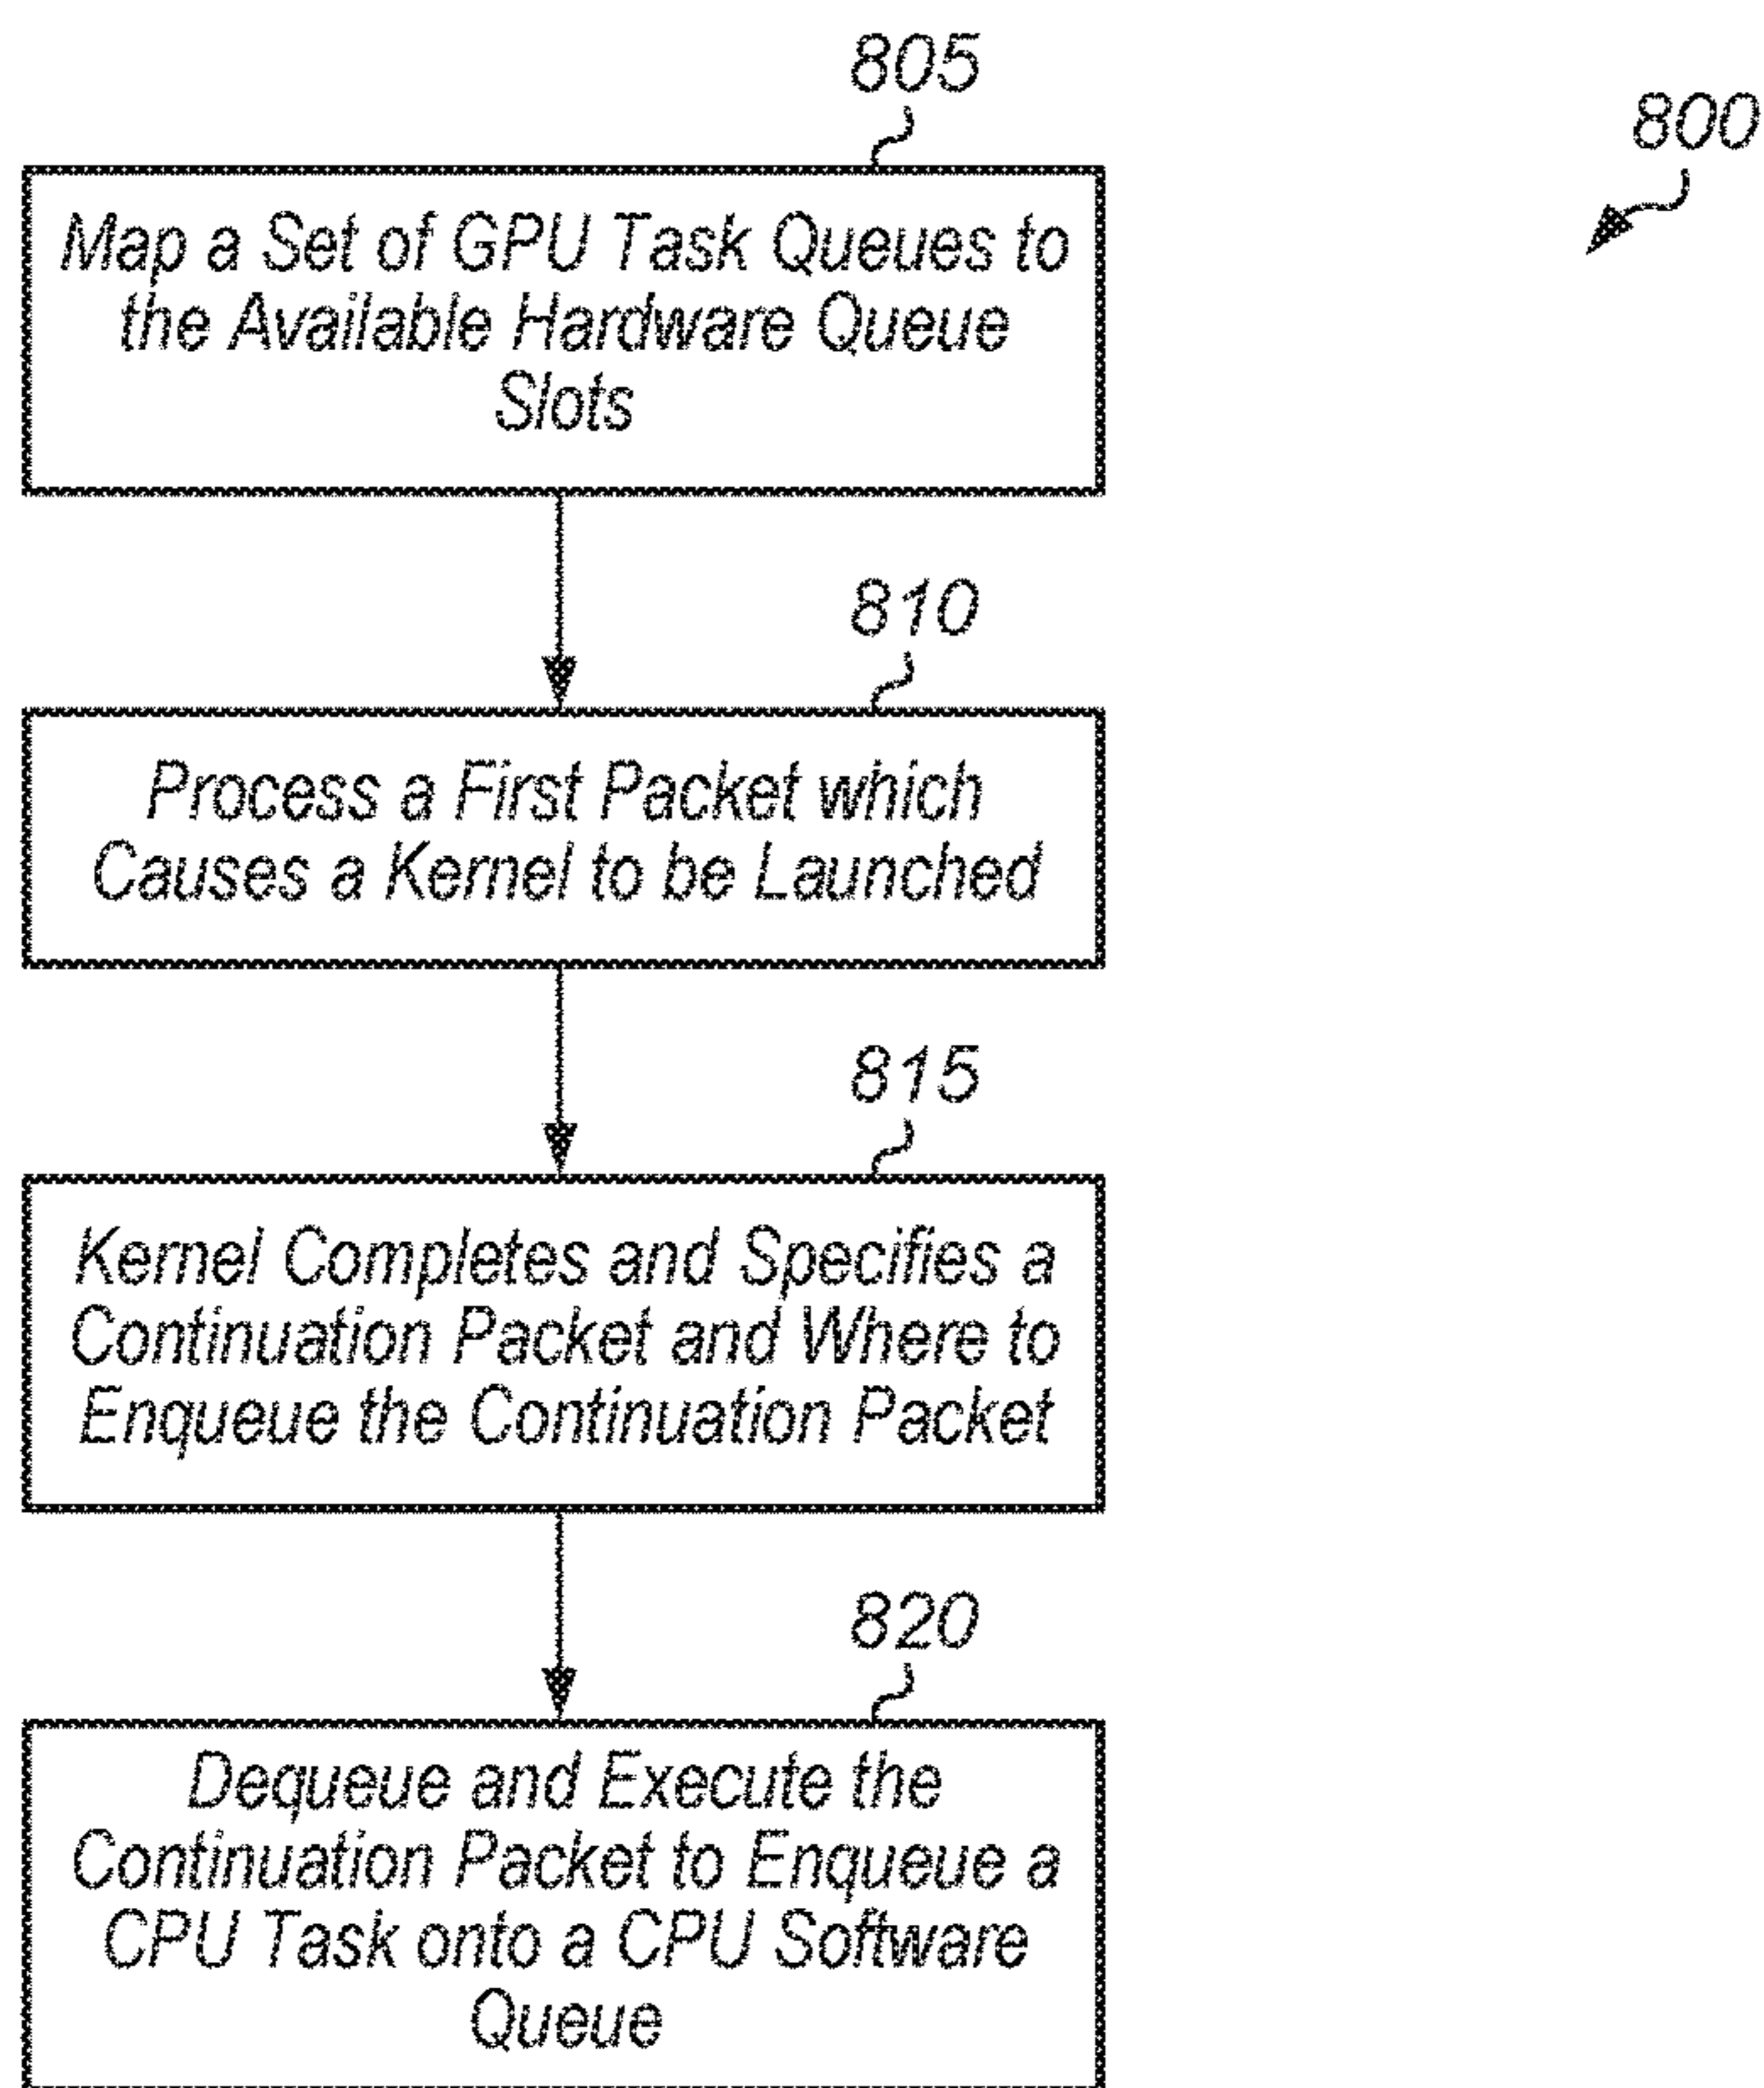 805
800
Map a Set of GPU Task Queues to
the Available Hardware Queue
Slots
810
Process a First Packet which
Causes a Kernel to be Launched
815
Kernel Completes and Specifies a
Continuation Packet and Where to
Enqueue the Continuation Packet
820
Dequeue and Execute the
Continuation Packet to Enqueue a
CPU Task onto a CPU Software
Queue